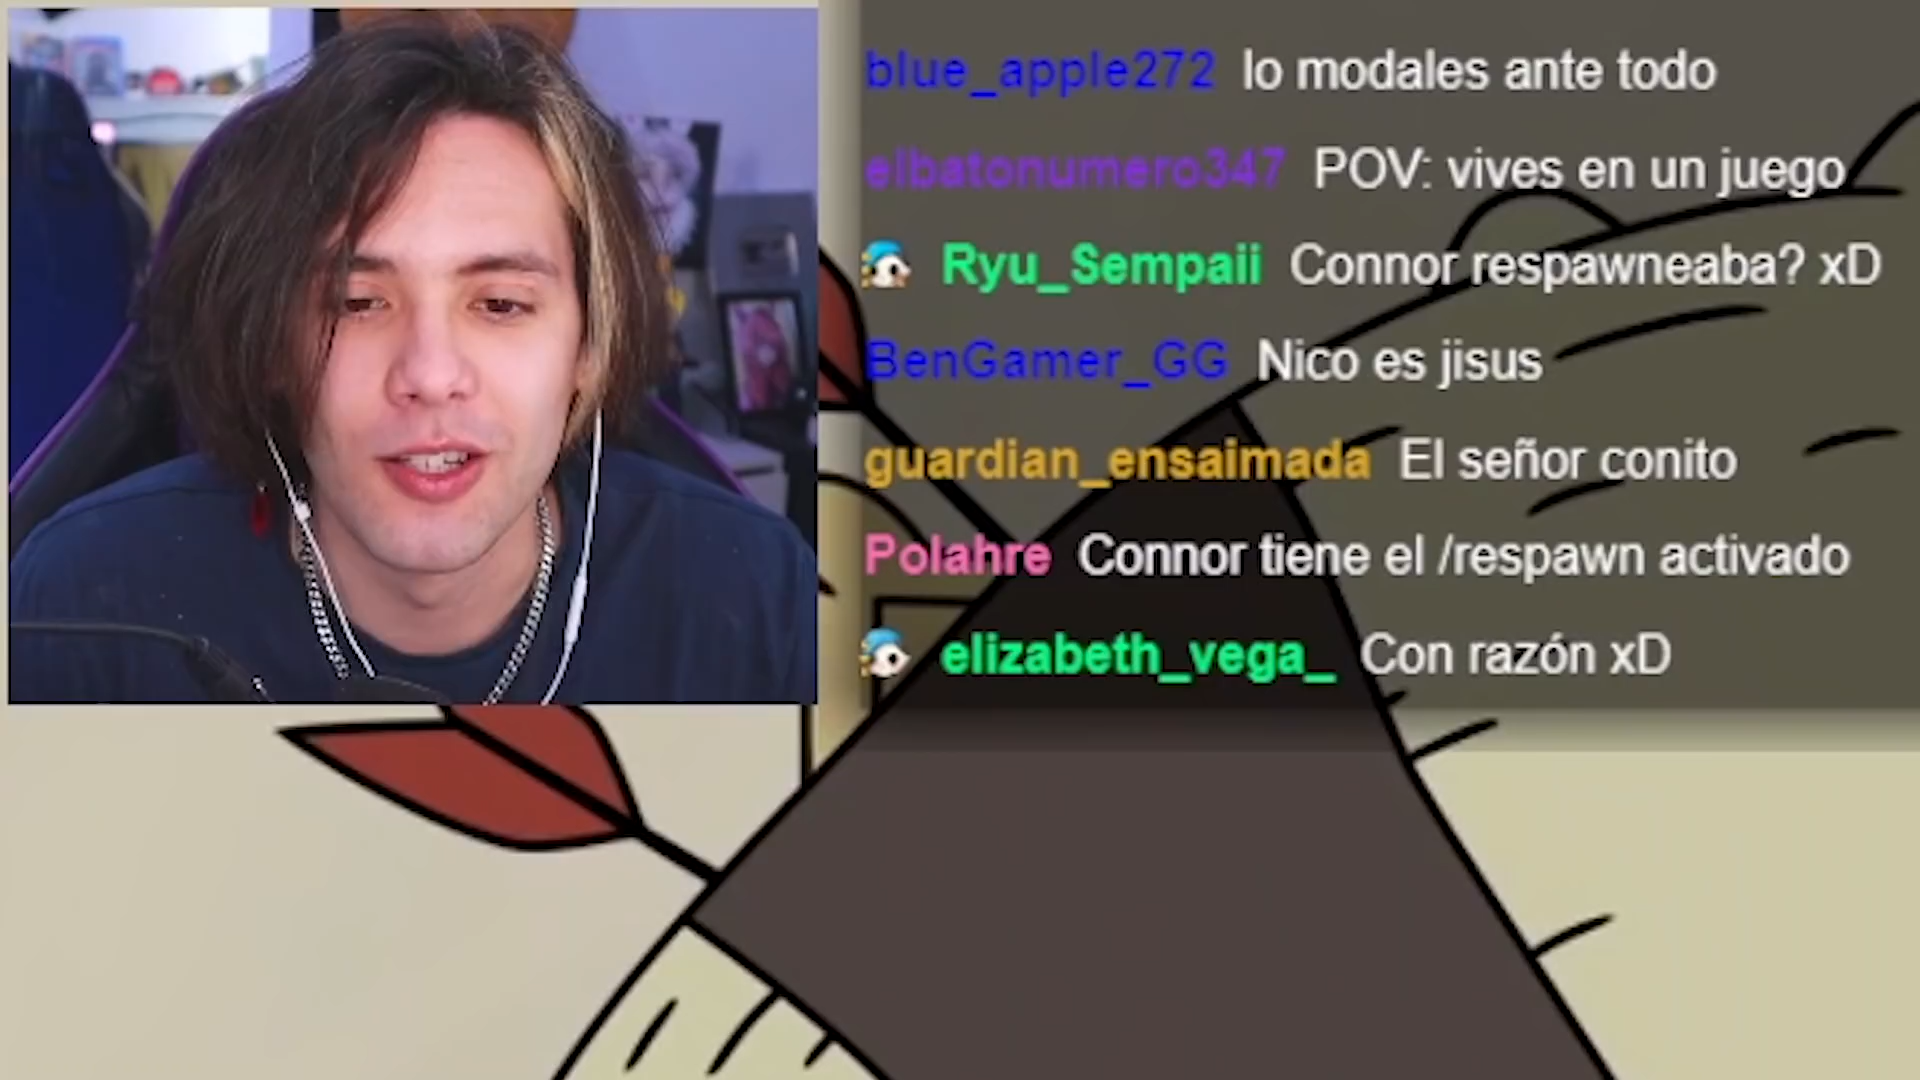 blue_apple272 lo modales ante todo
elbatonumero347 POV: vives en un juego
Ryu_Sempaii Connor respawneaba? xD
BenGamer_GG Nico es jisus
guardian_ensaimada El señor conito
Polahre Connor tiene el /respawn activado
elizabeth_vega_ Con razón xD